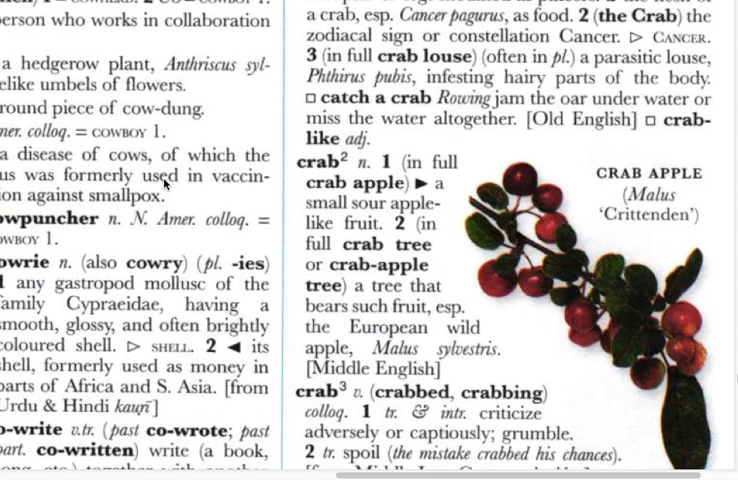 person who works in collaboration
a hedgerow plant, Anthriscus syl-
elike umbels of flowers.
round piece of cow-dung.
mer. colloq. = COWBOY 1.
a disease of cows, of which the
us was formerly used in vaccin-
ion against smallpox.
owpuncher n. N. Amer. colloq. =
OWBOY 1.
owrie n. (also cowry) (pl. -ies)
1 any gastropod mollusc of the
family Cypraeidae, having a
smooth, glossy, and often brightly
coloured shell. ▷ SHELL. 2 ◄ its
shell, formerly used as money in
parts of Africa and S. Asia. [from
Urdu & Hindi kauṛī]
o-write v.tr. (past co-wrote; past
part. co-written) write (a book,
a crab, esp. Cancer pagurus, as food. 2 (the Crab) the
zodiacal sign or constellation Cancer. ▷ CANCER.
3 (in full crab louse) (often in pl.) a parasitic louse,
Phthirus pubis, infesting hairy parts of the body.
□ catch a crab Rowing jam the oar under water or
miss the water altogether. [Old English] □ crab-
like adj.
crab² n. 1 (in full
crab apple) ► a
small sour apple-
like fruit. 2 (in
full crab tree
or crab-apple
tree) a tree that
bears such fruit, esp.
the European wild
apple, Malus sylvestris.
[Middle English]
CRAB APPLE
(Malus
‘Crittenden’)
crab³ v. (crabbed, crabbing)
colloq. 1 tr. & intr. criticize
adversely or captiously; grumble.
2 tr. spoil (the mistake crabbed his chances).